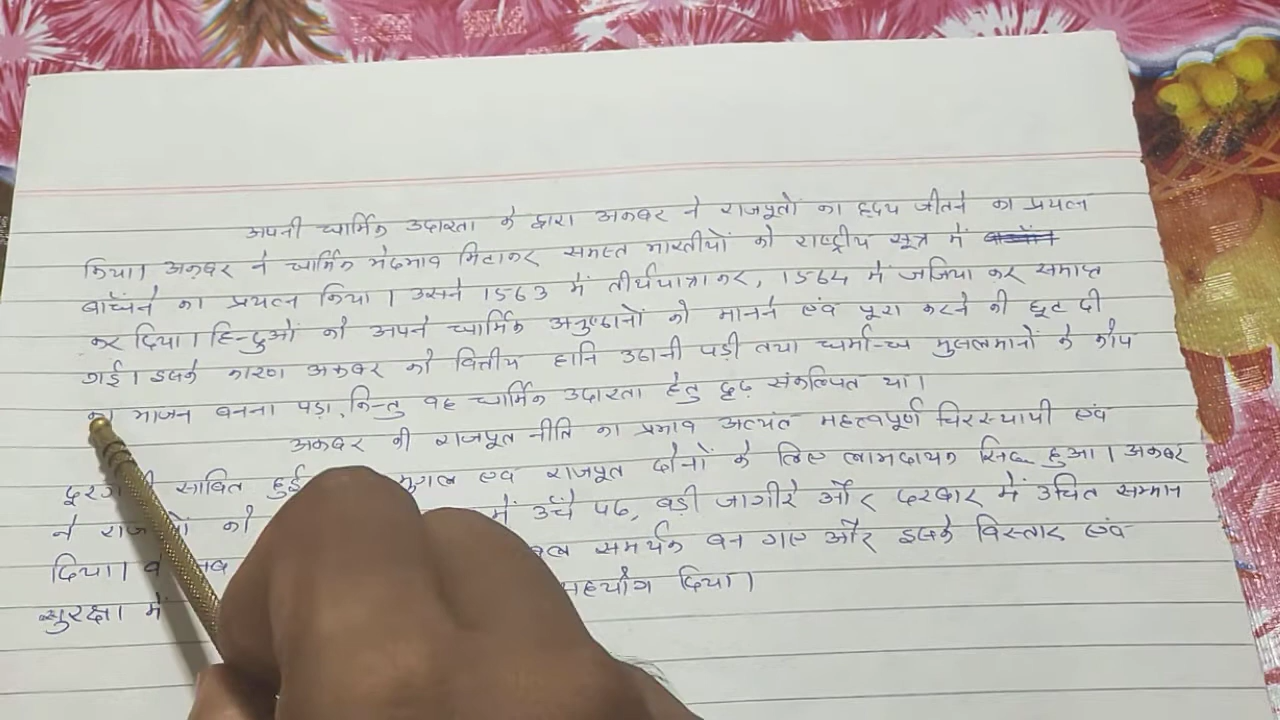 अपनी धार्मिक उदारता के द्वारा अकबर ने राजपूतों का हृदय जीतने का प्रयत्न
किया। अकबर ने धार्मिक भेदभाव मिटाकर समस्त भारतीयों को राष्ट्रीय सूत्र में
बाँधने का प्रयत्न किया। उसने 1563 में तीर्थयात्रा कर, 1564 में जजिया कर समाप्त
कर दिया। हिन्दुओं को अपने धार्मिक अनुष्ठानों को मानने एवं पूरा करने की छूट दी
गई। इसके कारण अकबर को वित्तीय हानि उठानी पड़ी तथा धर्मान्ध मुसलमानों के कोप
का भाजन बनना पड़ा, किन्तु वह धार्मिक उदारता हेतु दृढ़ संकल्पित था।
अकबर की राजपूत नीति का प्रभाव अत्यंत महत्वपूर्ण चिरस्थायी एवं
साबित हुई मुगल एवं राजपूत दोनों के लिए लाभदायक सिद्ध हुआ। अकबर
ने को में उँचे पद, बड़ी जागीरे और दरबार में उचित सम्मान
दिया। समर्थक बन गए और इसके विस्तार एवं
सुरक्षा में सहयोग दिया।